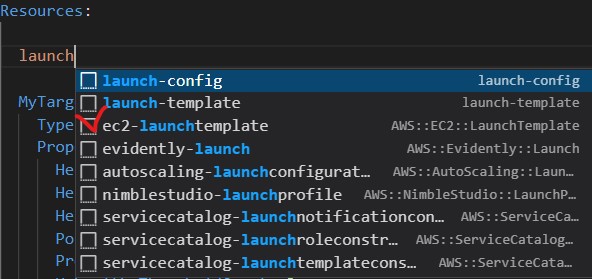 Resources:
launch
launch-config launch-config
MyTarg launch-template launch-template
Type ec2-launchtemplate AWS::EC2::LaunchTemplate
Prop evidently-launch AWS::Evidently::Launch
He autoscaling-launchconfigurat… AWS::AutoScaling::Laun…
He nimblestudio-launchprofile AWS::NimbleStudio::LaunchP…
He servicecatalog-launchnotificationcon… AWS::ServiceCa…
Po servicecatalog-launchroleconstr… AWS::ServiceCatalog…
Pr servicecatalog-launchtemplatecons… AWS::ServiceCata…